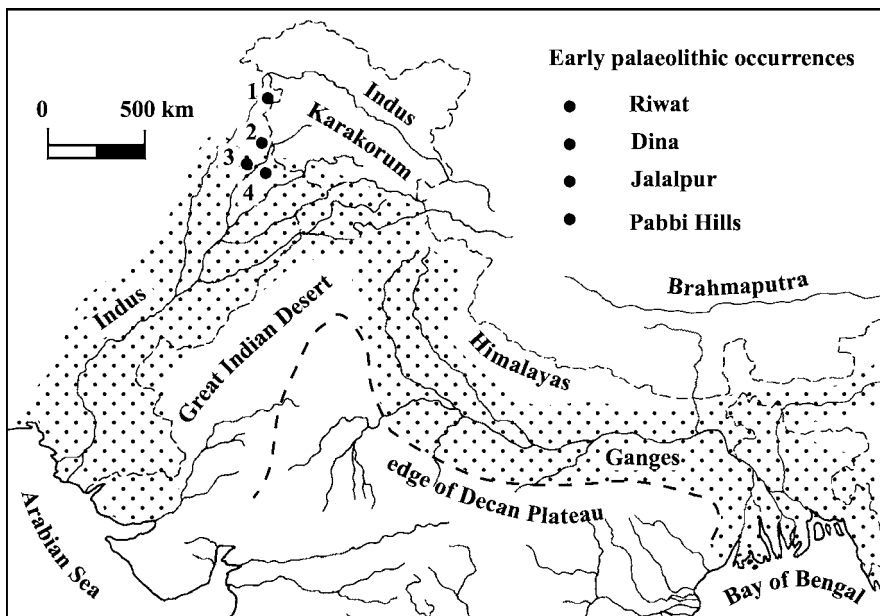 Early palaeolithic occurrences
Riwat
Dina
Jalalpur
Pabbi Hills
0 500 km
1
2
3
4
Indus
Karakorum
Indus
Great Indian Desert
Brahmaputra
Himalayas
Ganges
edge of Decan Plateau
Arabian Sea
Bay of Bengal